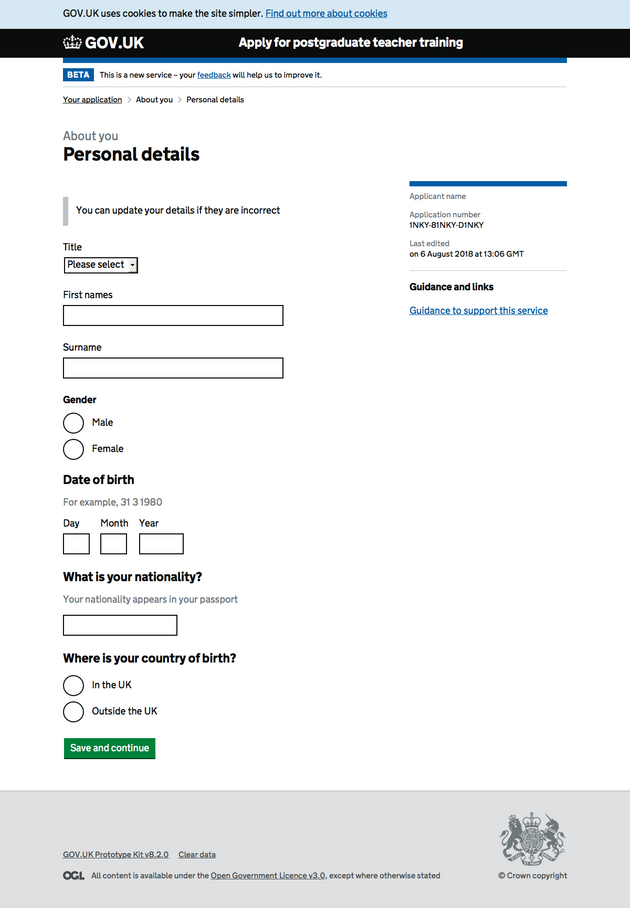 GOV.UK uses cookies to make the site simpler. Find out more about cookies
GOV.UK
Apply for postgraduate teacher training
BETA This is a new service – your feedback will help us to improve it.
Your application > About you > Personal details
About you
Personal details
You can update your details if they are incorrect
Title
Please select
First names
Surname
Gender
Male
Female
Date of birth
For example, 31 3 1980
Day Month Year
What is your nationality?
Your nationality appears in your passport
Where is your country of birth?
In the UK
Outside the UK
Save and continue
Applicant name
Application number
1NKY-81NKY-D1NKY
Last edited
on 6 August 2018 at 13:06 GMT
Guidance and links
Guidance to support this service
GOV.UK Prototype Kit v8.2.0 Clear data
OGL All content is available under the Open Government Licence v3.0, except where otherwise stated
© Crown copyright